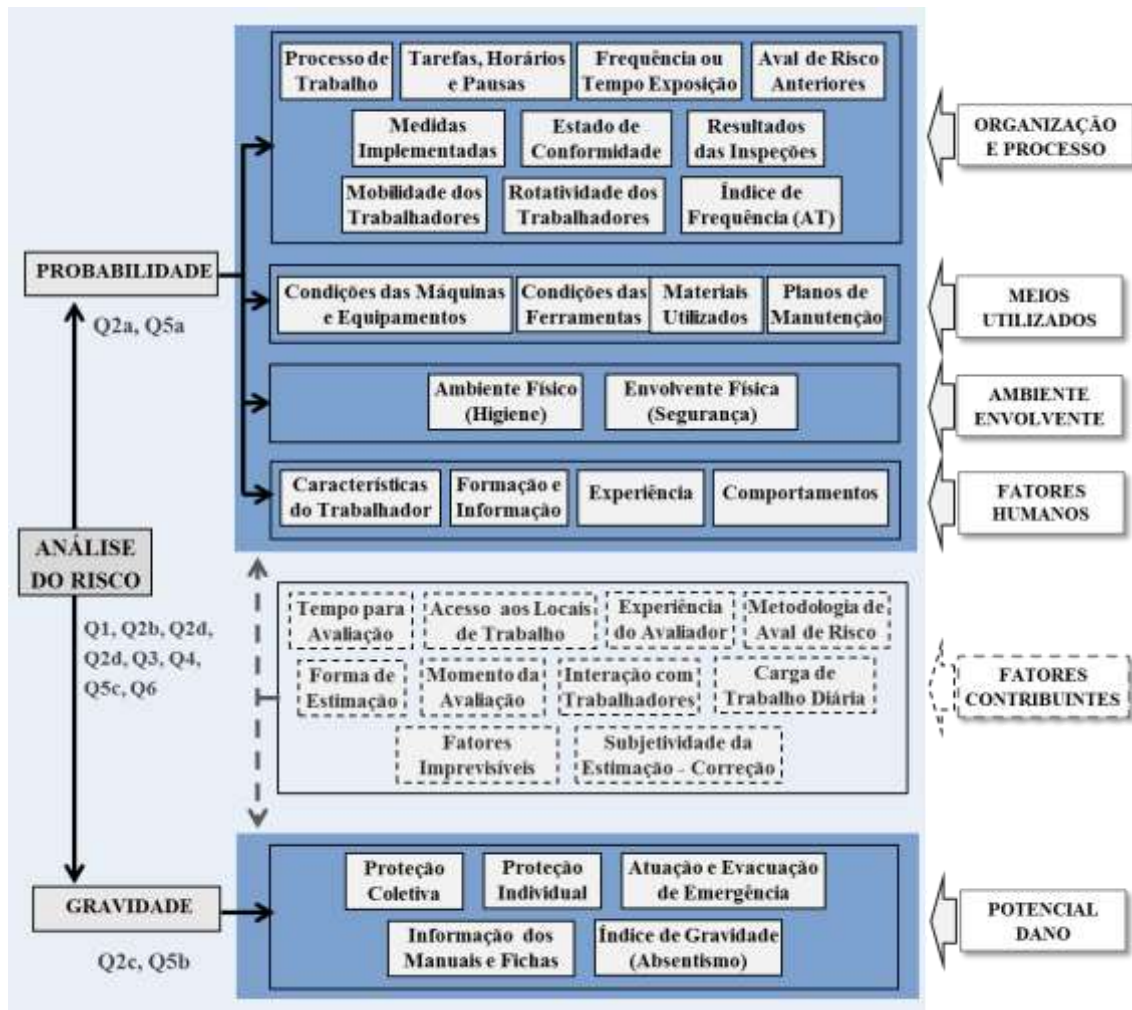 Processo de Trabalho
Tarefas, Horários e Pausas
Frequência ou Tempo Exposição
Aval de Risco Anteriores
Medidas Implementadas
Estado de Conformidade
Resultados das Inspeções
Mobilidade dos Trabalhadores
Rotatividade dos Trabalhadores
Índice de Frequência (AT)
ORGANIZAÇÃO E PROCESSO
PROBABILIDADE
Q2a, Q5a
Condições das Máquinas e Equipamentos
Condições das Ferramentas
Materiais Utilizados
Planos de Manutenção
MEIOS UTILIZADOS
Ambiente Físico (Higiene)
Envolvente Física (Segurança)
AMBIENTE ENVOLVENTE
Características do Trabalhador
Formação e Informação
Experiência
Comportamentos
FATORES HUMANOS
ANÁLISE DO RISCO
Q1, Q2b, Q2d,
Q2d, Q3, Q4,
Q5c, Q6
Tempo para Avaliação
Acesso aos Locais de Trabalho
Experiência do Avaliador
Metodologia de Aval de Risco
Forma de Estimação
Momento da Avaliação
Interação com Trabalhadores
Carga de Trabalho Diária
Fatores Imprevisíveis
Subjetividade da Estimação - Correção
FATORES CONTRIBUINTES
GRAVIDADE
Q2c, Q5b
Proteção Coletiva
Proteção Individual
Atuação e Evacuação de Emergência
Informação dos Manuais e Fichas
Índice de Gravidade (Absentismo)
POTENCIAL DANO